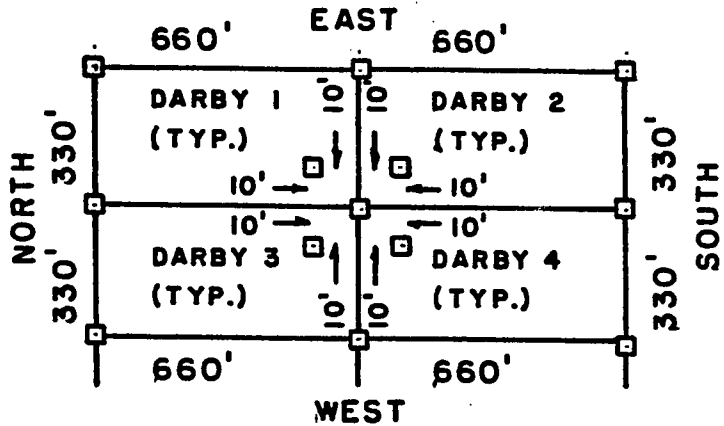 EAST
660' 660'
DARBY 1 10' 10' DARBY 2
(TYP.) (TYP.)
330' 330'
NORTH SOUTH
10' 10'
10' 10'
DARBY 3 DARBY 4
(TYP.) (TYP.)
330' 330'
10' 10'
660' 660'
WEST